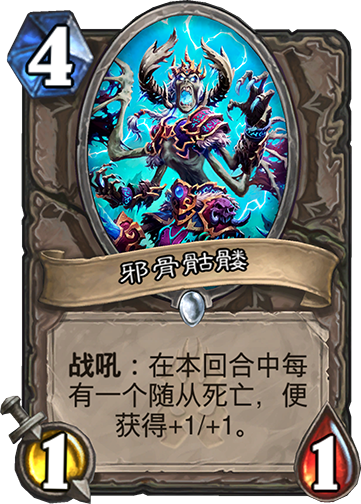 4
邪骨骷髅
战吼：在本回合中每
有一个随从死亡，便
获得+1/+1。
1
1